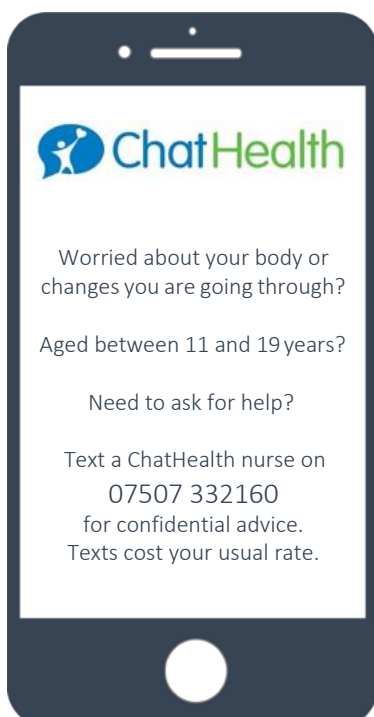 ChatHealth
Worried about your body or
changes you are going through?
Aged between 11 and 19 years?
Need to ask for help?
Text a ChatHealth nurse on
07507 332160
for confidential advice.
Texts cost your usual rate.